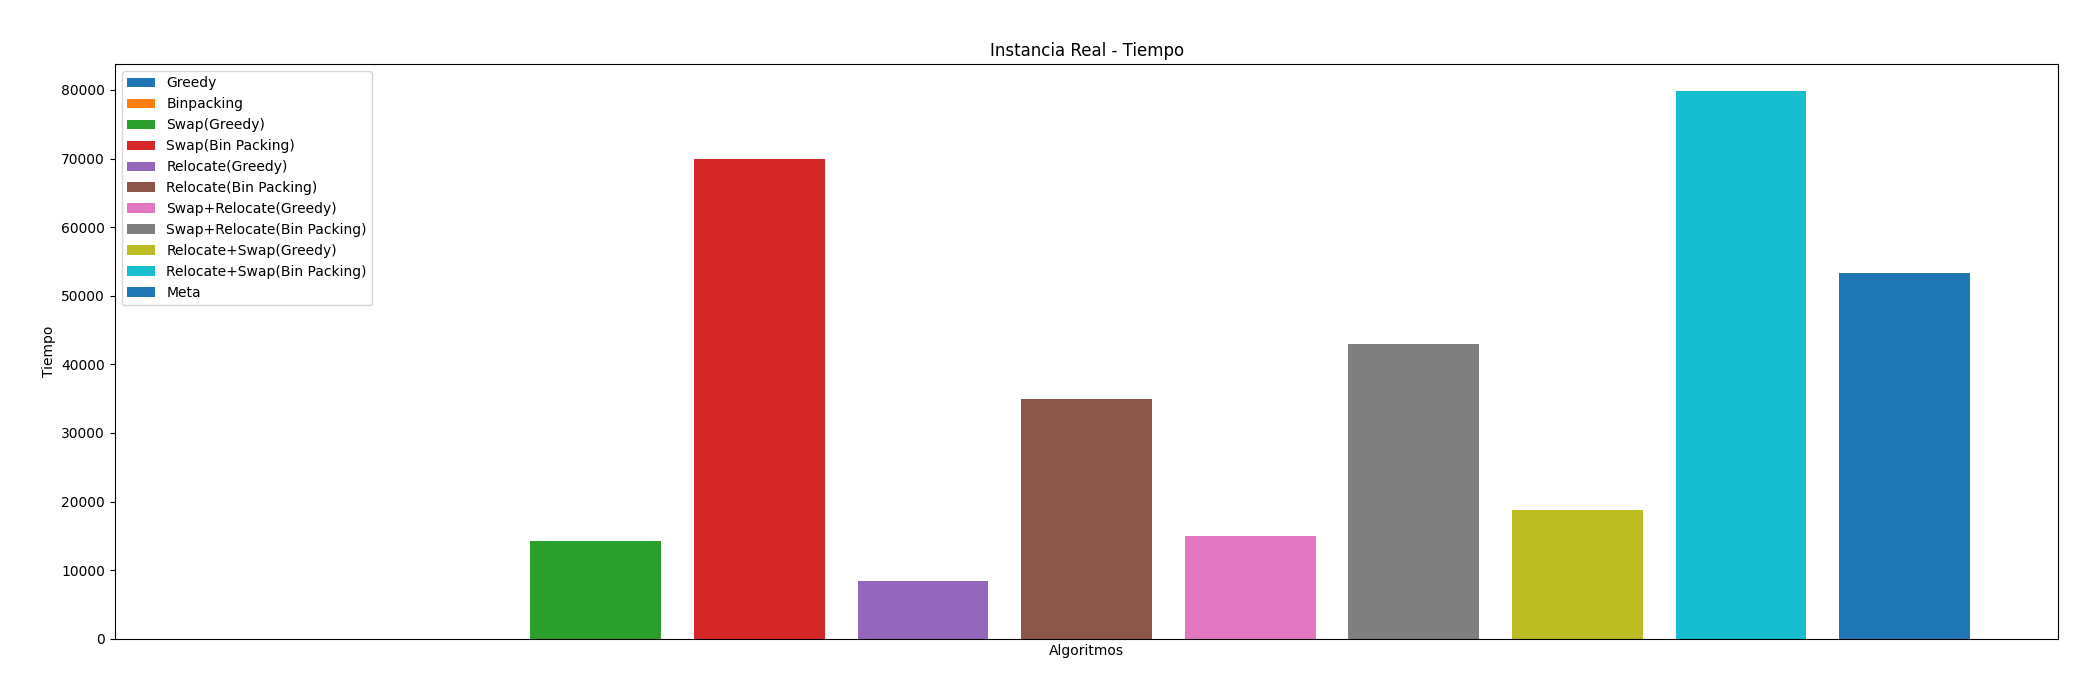 Instancia Real - Tiempo
Greedy
Binpacking
Swap(Greedy)
Swap(Bin Packing)
Relocate(Greedy)
Relocate(Bin Packing)
Swap+Relocate(Greedy)
Swap+Relocate(Bin Packing)
Relocate+Swap(Greedy)
Relocate+Swap(Bin Packing)
Meta
80000
70000
60000
50000
40000
30000
20000
10000
0
Tiempo
Algoritmos